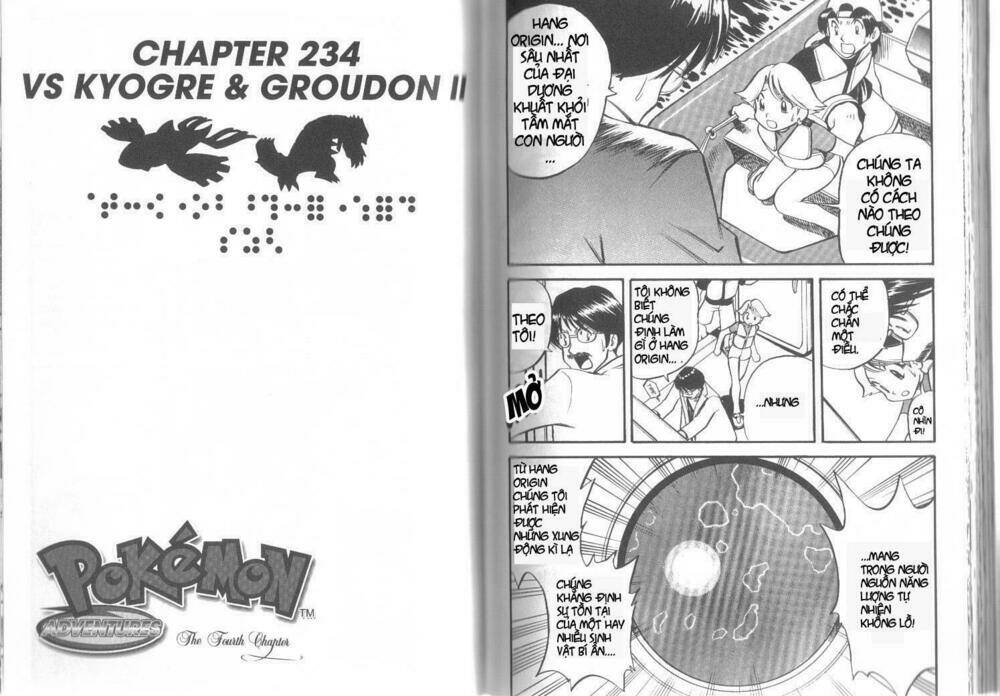 CHAPTER 234
VS KYOGRE & GROUDON II
POKéMON
TM
ADVENTURES
The Fourth Chapter
HANG
ORIGIN... NƠI
SÂU NHẤT
CỦA ĐẠI
DƯƠNG
KHUẤT KHỎI
TẦM MẮT
CON NGƯỜI
...
CHÚNG TA
KHÔNG
CÓ CÁCH
NÀO THEO
CHÚNG
ĐƯỢC!
THEO
TÔI!
MỞ
TÔI KHÔNG
BIẾT
CHÚNG
ĐỊNH LÀM
GÌ Ở HANG
ORIGIN...
...NHƯNG
CÓ THỂ
CHẮC
CHẮN
MỘT
ĐIỀU.
CÔ
NHÌN
ĐI!
TỪ HANG
ORIGIN
CHÚNG TÔI
PHÁT HIỆN
ĐƯỢC
NHỮNG XUNG
ĐỘNG KÌ LẠ
CHÚNG
KHẲNG ĐỊNH
SỰ TỒN TẠI
CỦA MỘT HAY
NHIỀU SINH
VẬT BÍ ẨN....
...MANG
TRONG NGƯỜI
NGUỒN NĂNG
LƯỢNG TỰ
NHIÊN
KHỔNG LỒ!